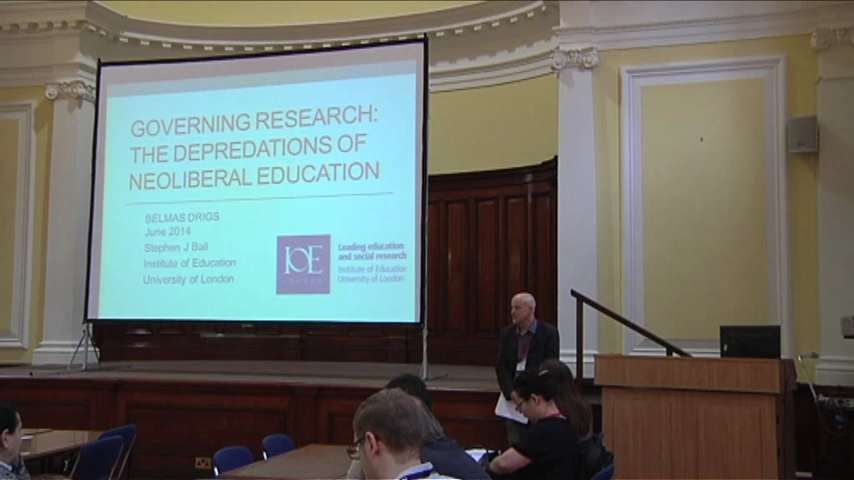 GOVERNING RESEARCH:
THE DEPREDATIONS OF
NEOLIBERAL EDUCATION
BELMAS DRIGS
June 2014
Stephen J Ball
Institute of Education
University of London
IOE
LONDON
Leading education
and social research
Institute of Education
University of London